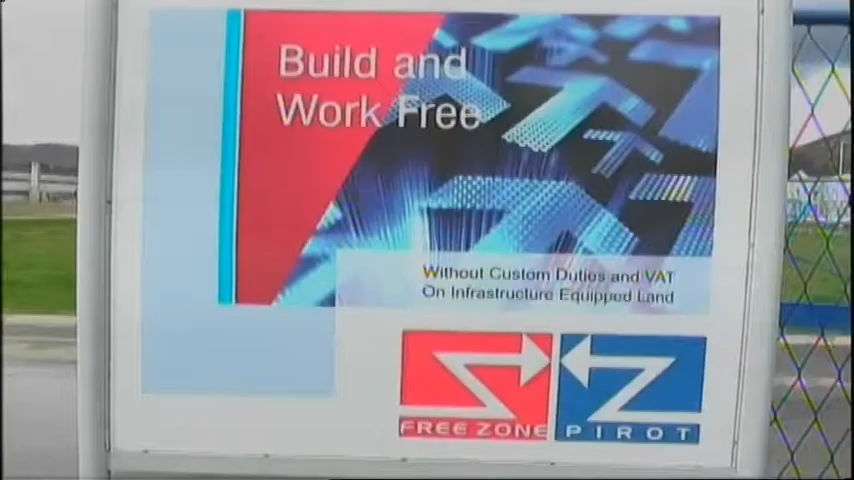 Build and
Work Free
Without Custom Duties and VAT
On Infrastructure Equipped Land
FREE ZONE
PIROT